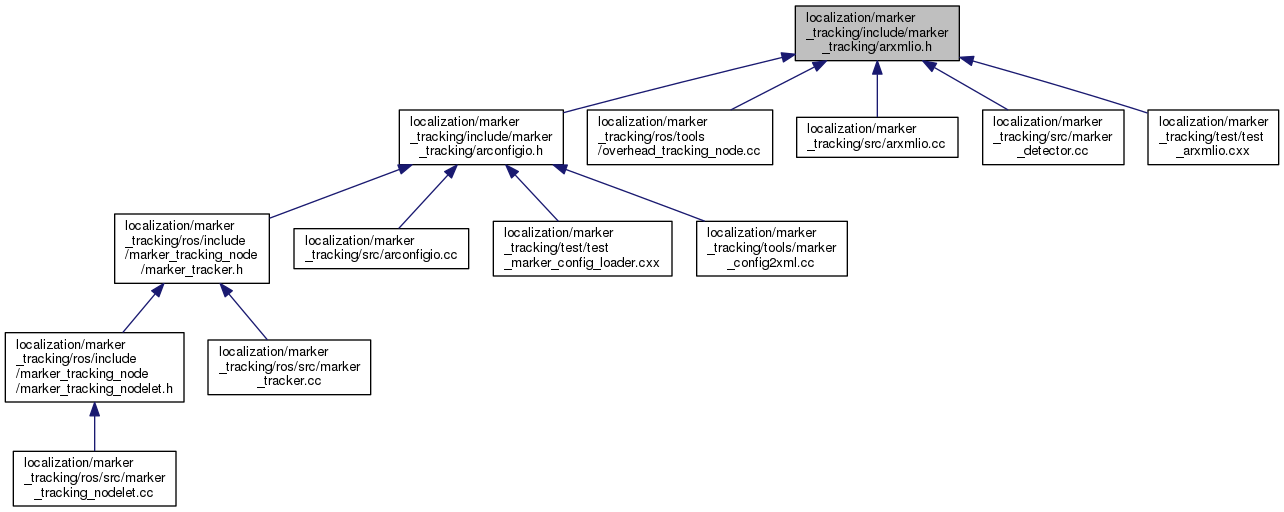 localization/marker
_tracking/include/marker
_tracking/arxmlio.h
localization/marker
_tracking/include/marker
_tracking/arconfigio.h
localization/marker
_tracking/ros/tools
/overhead_tracking_node.cc
localization/marker
_tracking/src/arxmlio.cc
localization/marker
_tracking/src/marker
_detector.cc
localization/marker
_tracking/test/test
_arxmlio.cxx
localization/marker
_tracking/ros/include
/marker_tracking_node
/marker_tracker.h
localization/marker
_tracking/src/arconfigio.cc
localization/marker
_tracking/test/test
_marker_config_loader.cxx
localization/marker
_tracking/tools/marker
_config2xml.cc
localization/marker
_tracking/ros/include
/marker_tracking_node
/marker_tracking_nodelet.h
localization/marker
_tracking/ros/src/marker
_tracker.cc
localization/marker
_tracking/ros/src/marker
_tracking_nodelet.cc